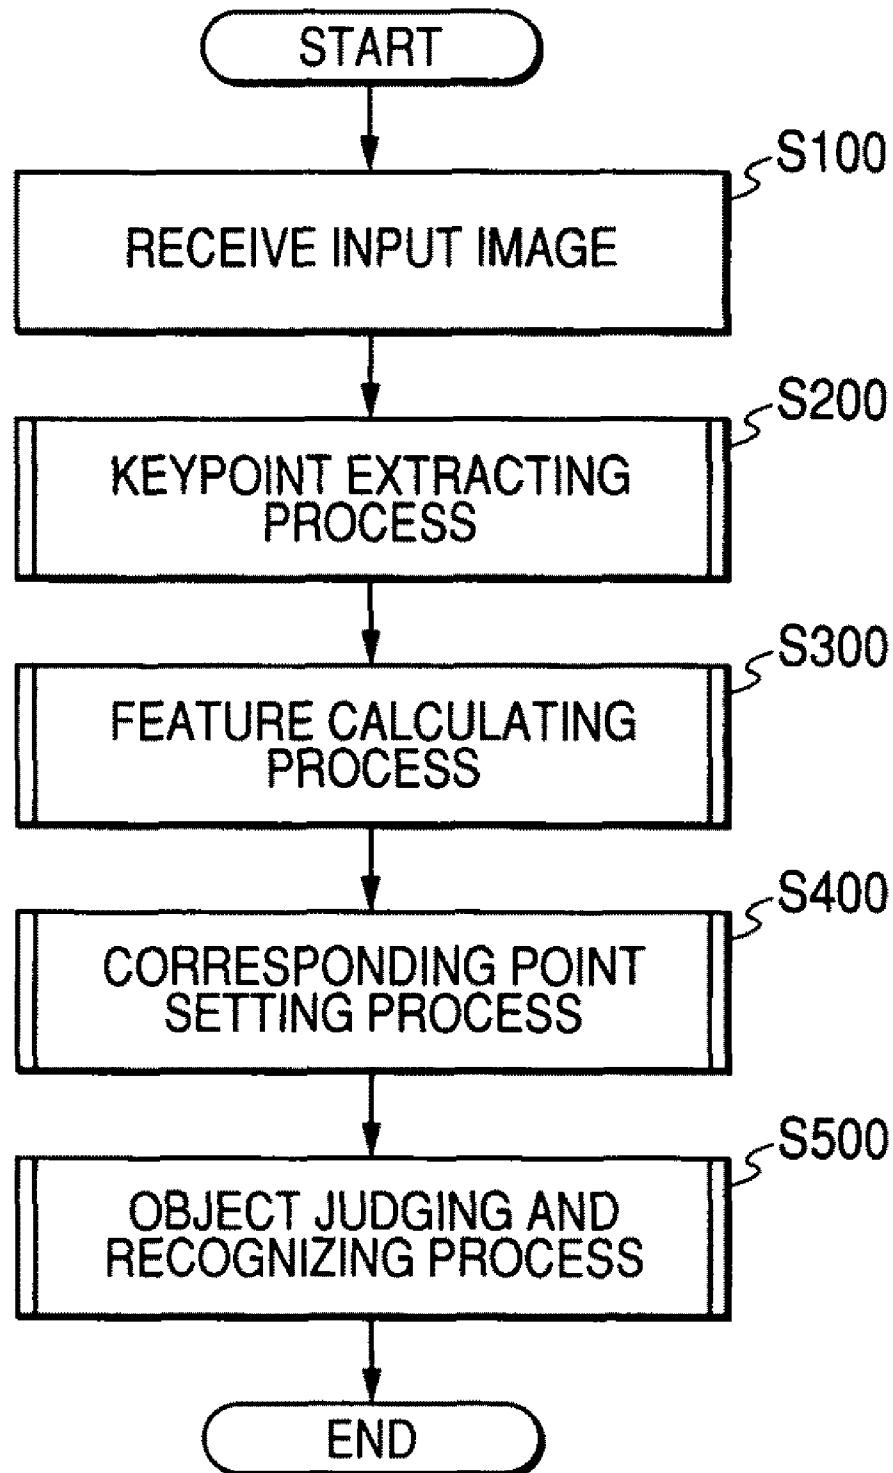 START
S100
RECEIVE INPUT IMAGE
S200
KEYPOINT EXTRACTING
PROCESS
S300
FEATURE CALCULATING
PROCESS
S400
CORRESPONDING POINT
SETTING PROCESS
S500
OBJECT JUDGING AND
RECOGNIZING PROCESS
END